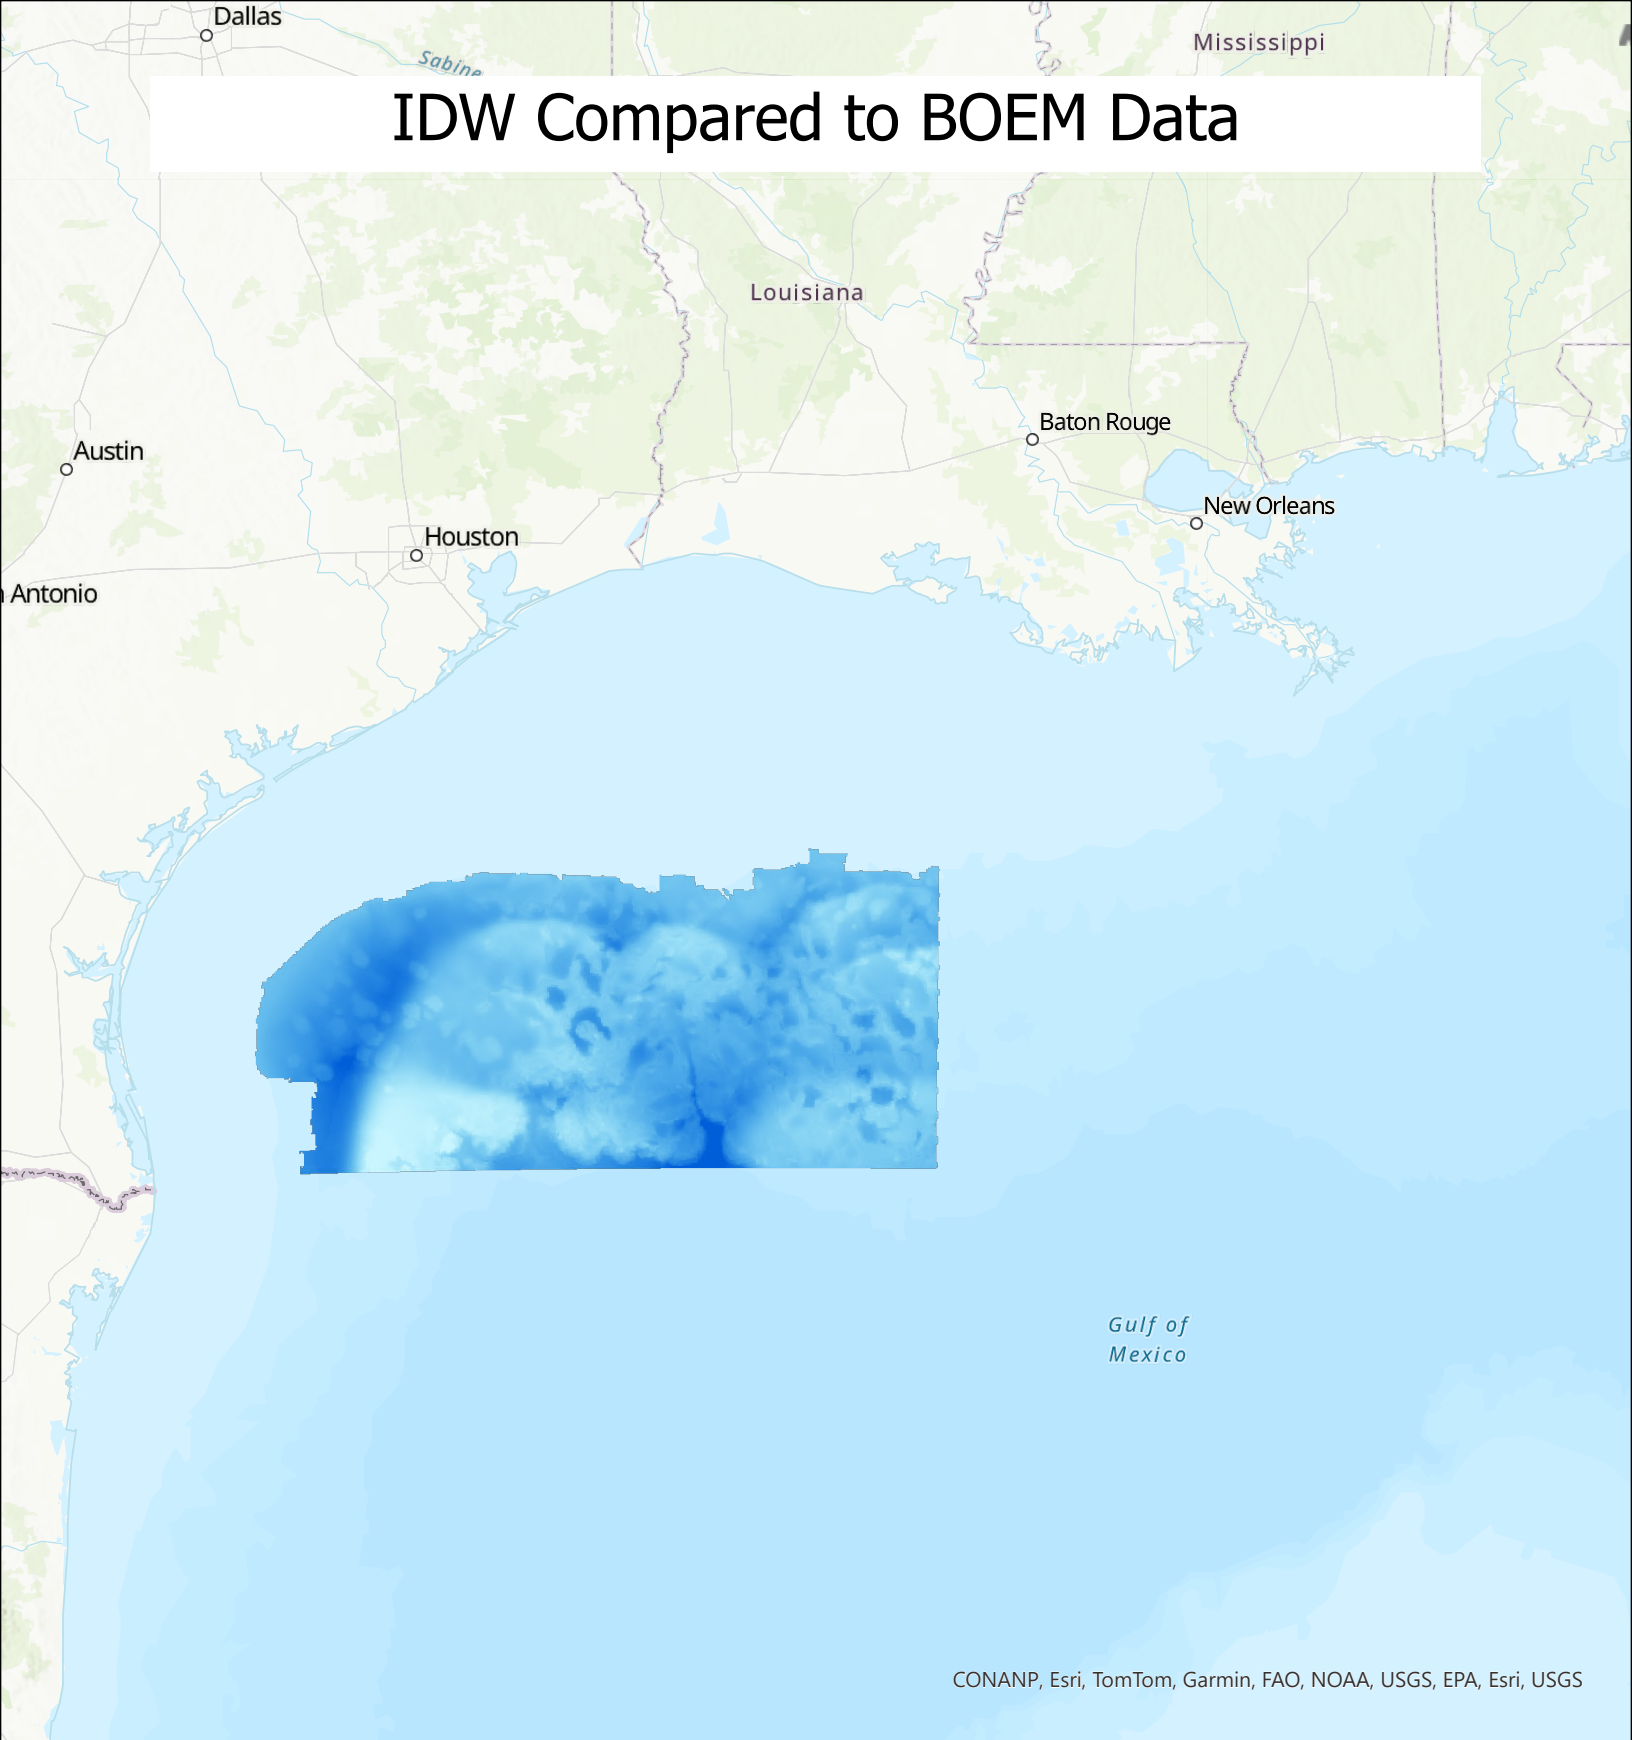 Dallas
Mississippi
Sabine
IDW Compared to BOEM Data
Louisiana
Baton Rouge
Austin
New Orleans
Houston
Antonio
Gulf of
Mexico
CONANP, Esri, TomTom, Garmin, FAO, NOAA, USGS, EPA, Esri, USGS